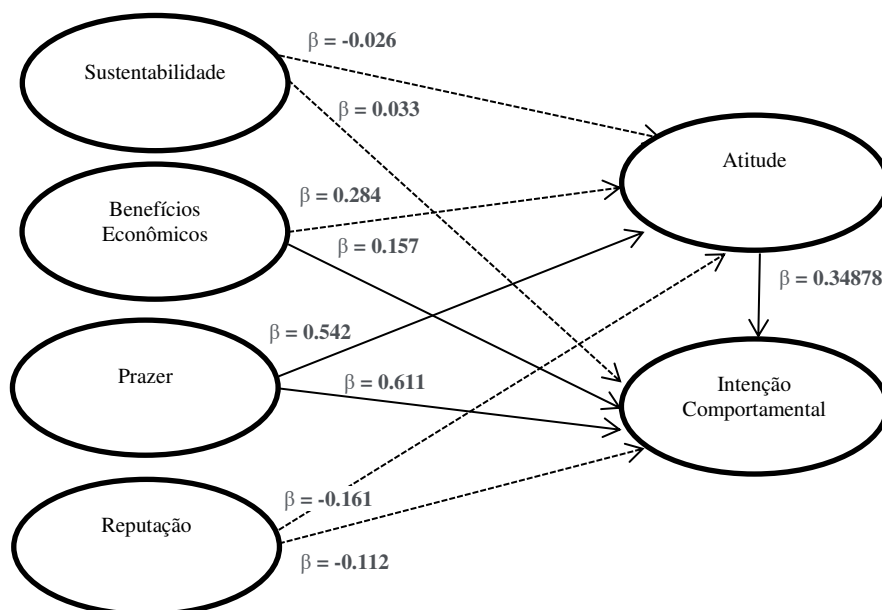 β = -0.026
Sustentabilidade
β = 0.033
Atitude
Benefícios
Econômicos
β = 0.284
β = 0.157
β = 0.34878
β = 0.542
Prazer
β = 0.611
Intenção
Comportamental
Reputação
β = -0.161
β = -0.112